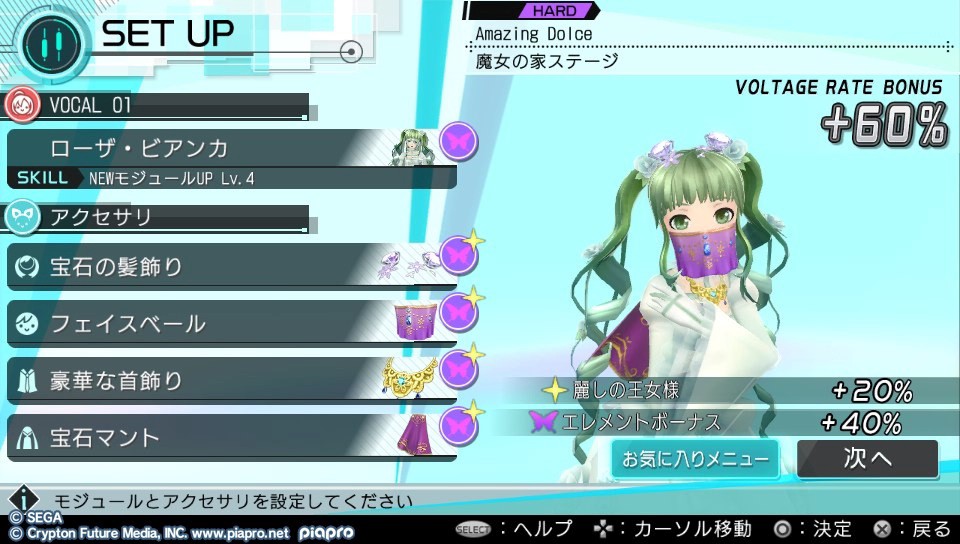 SET UP
HARD
Amazing Dolce
魔女の家ステージ
VOLTAGE RATE BONUS
+60%
VOCAL 01
ローザ・ビアンカ
SKILL NEWモジュールUP Lv.4
アクセサリ
宝石の髪飾り
フェイスベール
豪華な首飾り
宝石マント
麗しの王女様 +20%
エレメントボーナス +40%
お気に入りメニュー
次へ
モジュールとアクセサリを設定してください
© SEGA
© Crypton Future Media, INC. www.piapro.net piapro
SELECT：ヘルプ ：カーソル移動 ：決定 ：戻る